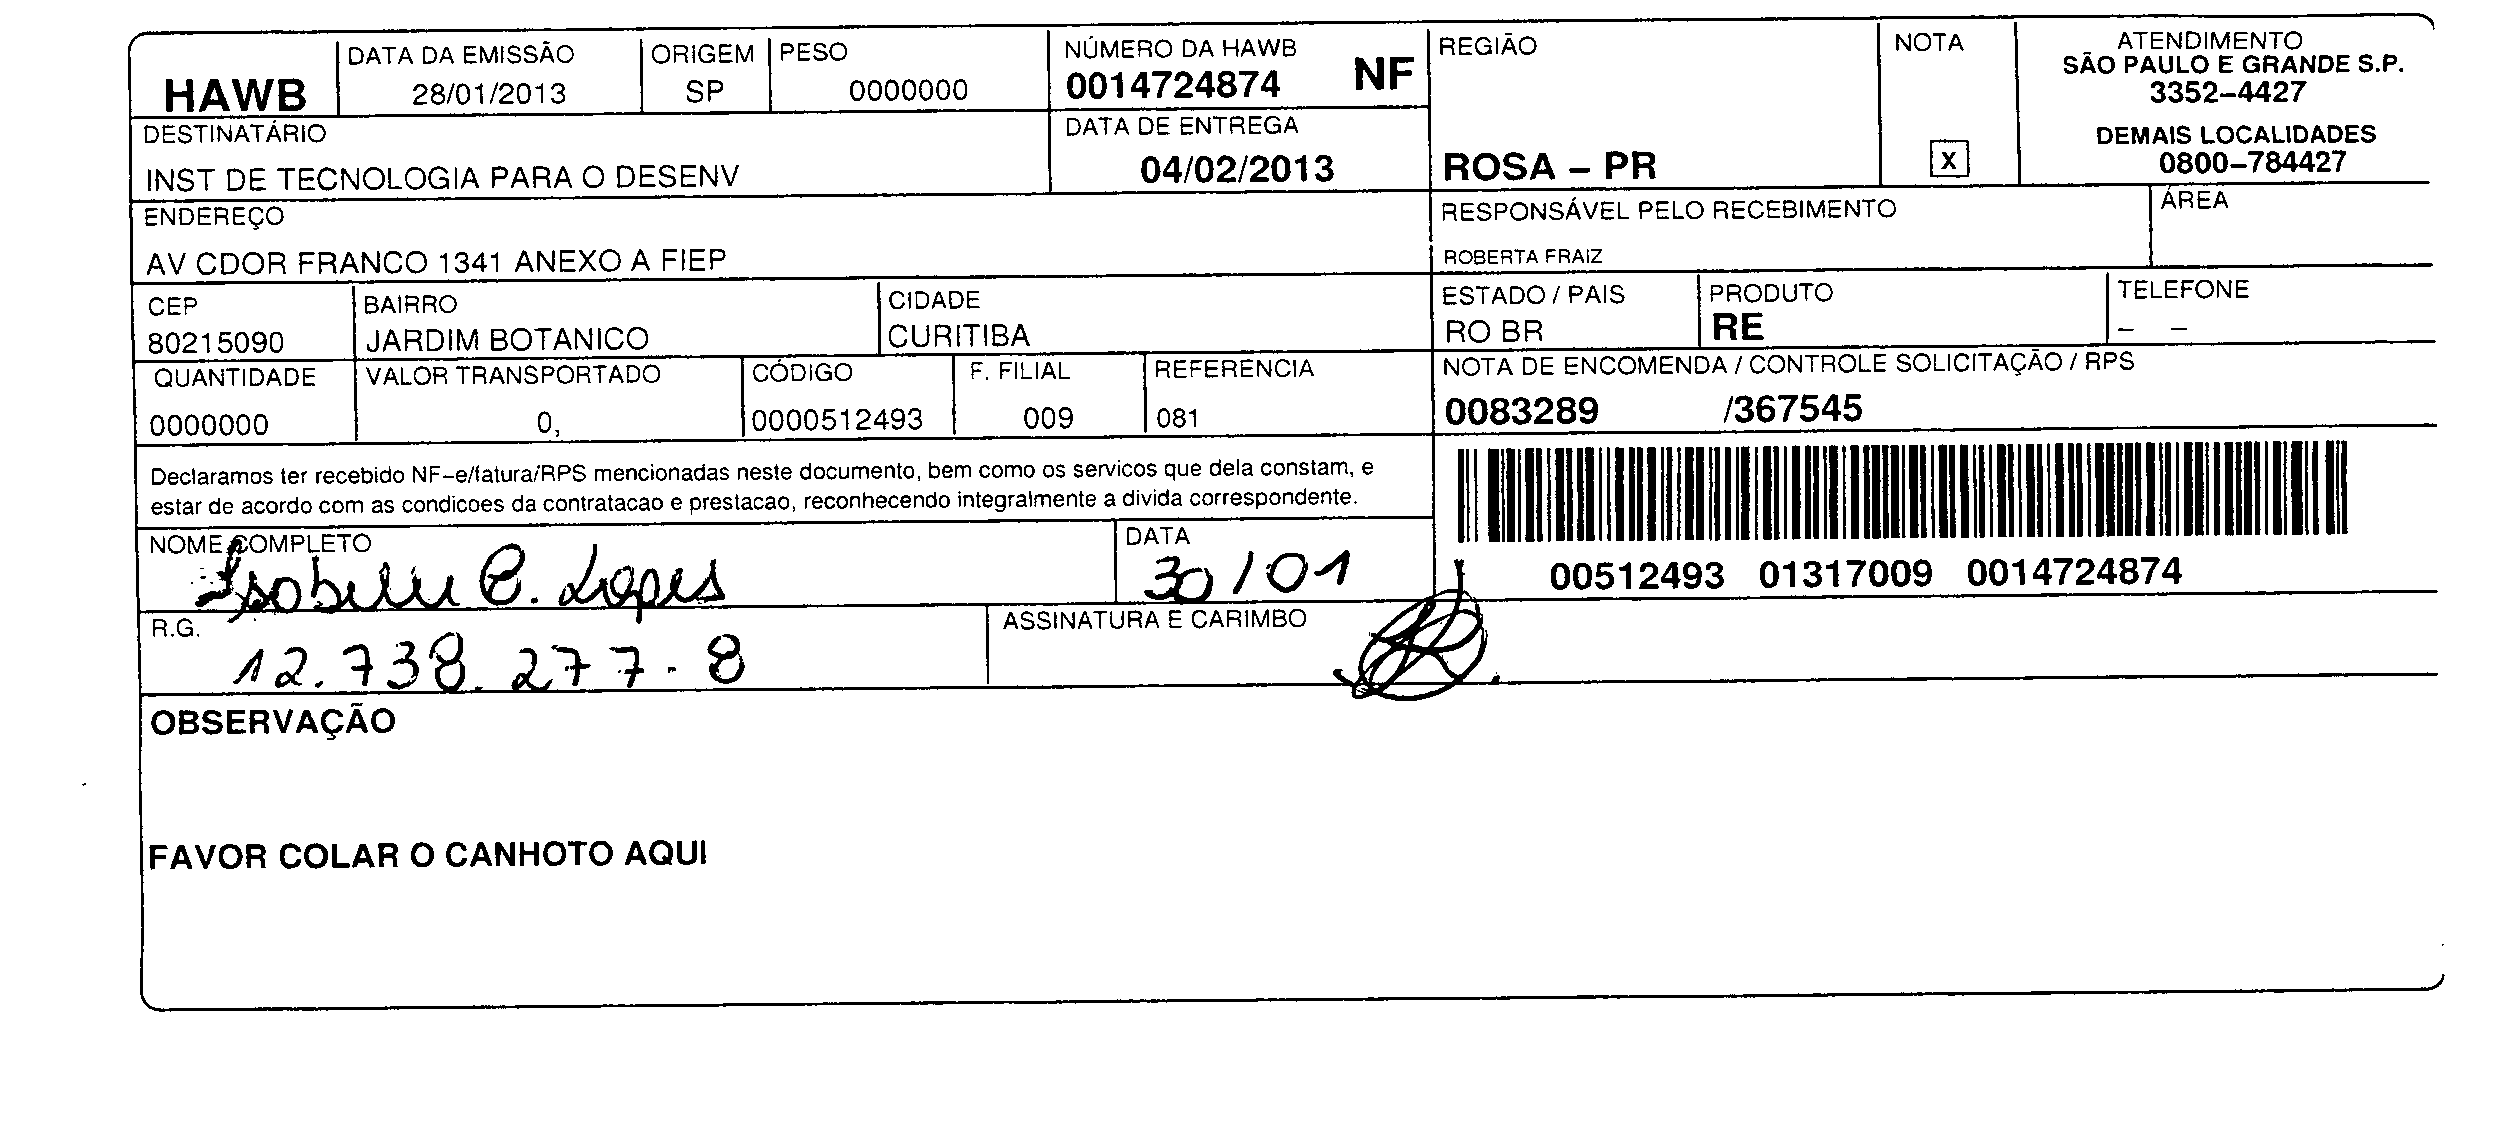 HAWB
DATA DA EMISSÃO
28/01/2013
ORIGEM
SP
PESO
0000000
NÚMERO DA HAWB
0014724874 NF
REGIÃO
ROSA – PR
NOTA
X
ATENDIMENTO
SÃO PAULO E GRANDE S.P.
3352–4427
DEMAIS LOCALIDADES
0800–784427
DESTINATÁRIO
INST DE TECNOLOGIA PARA O DESENV
DATA DE ENTREGA
04/02/2013
ENDEREÇO
AV CDOR FRANCO 1341 ANEXO A FIEP
RESPONSÁVEL PELO RECEBIMENTO
ROBERTA FRAIZ
ÁREA
CEP
80215090
BAIRRO
JARDIM BOTANICO
CIDADE
CURITIBA
ESTADO / PAIS
RO BR
PRODUTO
RE
TELEFONE
– –
QUANTIDADE
0000000
VALOR TRANSPORTADO
0,
CÓDIGO
0000512493
F. FILIAL
009
REFERÊNCIA
081
NOTA DE ENCOMENDA / CONTROLE SOLICITAÇÃO / RPS
0083289 /367545
Declaramos ter recebido NF–e/fatura/RPS mencionadas neste documento, bem como os servicos que dela constam, e
estar de acordo com as condicoes da contratacao e prestacao, reconhecendo integralmente a divida correspondente.
00512493 01317009 0014724874
NOME COMPLETO
C. Lopes
DATA
30/01
R.G.
12.738.277-8
ASSINATURA E CARIMBO
OBSERVAÇÃO
FAVOR COLAR O CANHOTO AQUI